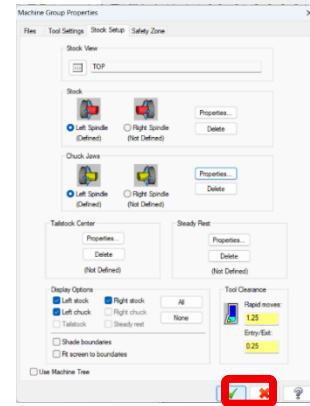 Machine Group Properties
Files Tool Settings Stock Setup Safety Zone
Stock View
TOP
Stock
Properties...
Left Spindle Right Spindle Delete
(Defined) (Not Defined)
Chuck Jaws
Properties...
Left Spindle Right Spindle Delete
(Defined) (Not Defined)
Tailstock Center Steady Rest
Properties... Properties...
Delete Delete
(Not Defined) (Not Defined)
Display Options Tool Clearance
Left stock Right stock All Rapid moves:
Left chuck Right chuck None 1.25
Tailstock Steady rest Entry/Exit:
Shade boundaries 0.25
Fit screen to boundaries
Use Machine Tree